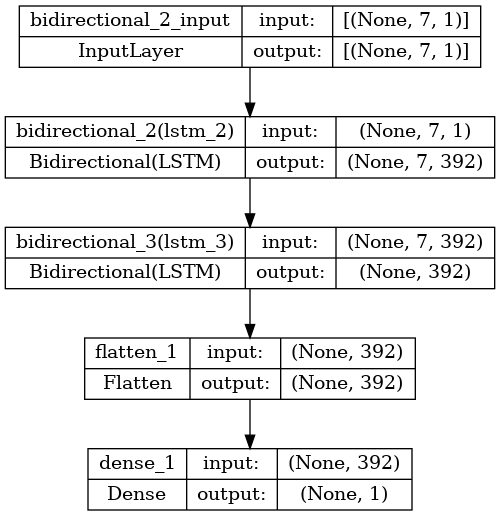 bidirectional_2_input input: [(None, 7, 1)]
InputLayer output: [(None, 7, 1)]
bidirectional_2(lstm_2) input: (None, 7, 1)
Bidirectional(LSTM) output: (None, 7, 392)
bidirectional_3(lstm_3) input: (None, 7, 392)
Bidirectional(LSTM) output: (None, 392)
flatten_1 input: (None, 392)
Flatten output: (None, 392)
dense_1 input: (None, 392)
Dense output: (None, 1)